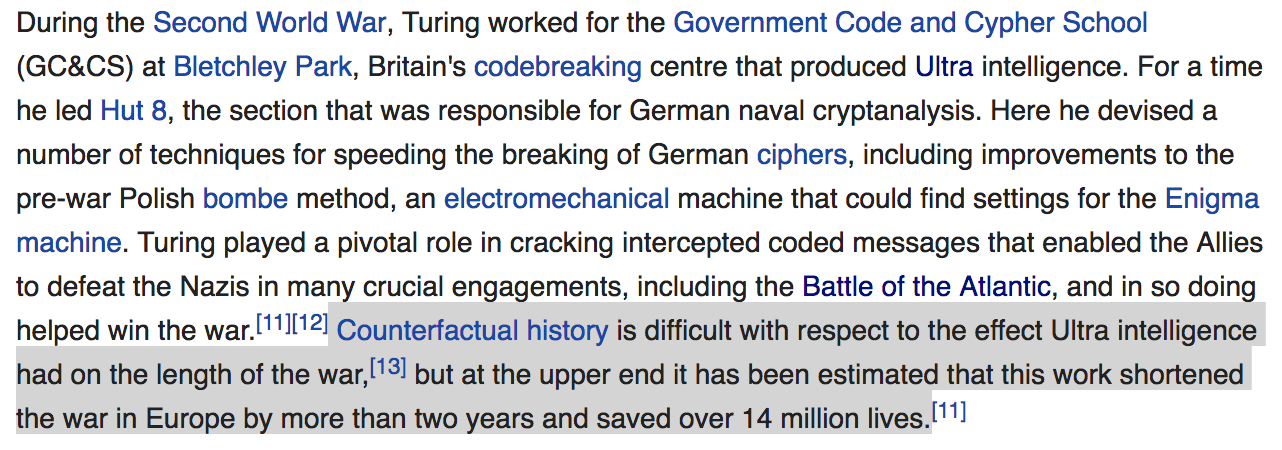 During the Second World War, Turing worked for the Government Code and Cypher School
(GC&CS) at Bletchley Park, Britain's codebreaking centre that produced Ultra intelligence. For a time
he led Hut 8, the section that was responsible for German naval cryptanalysis. Here he devised a
number of techniques for speeding the breaking of German ciphers, including improvements to the
pre-war Polish bombe method, an electromechanical machine that could find settings for the Enigma
machine. Turing played a pivotal role in cracking intercepted coded messages that enabled the Allies
to defeat the Nazis in many crucial engagements, including the Battle of the Atlantic, and in so doing
helped win the war.[11][12] Counterfactual history is difficult with respect to the effect Ultra intelligence
had on the length of the war,[13] but at the upper end it has been estimated that this work shortened
the war in Europe by more than two years and saved over 14 million lives.[11]